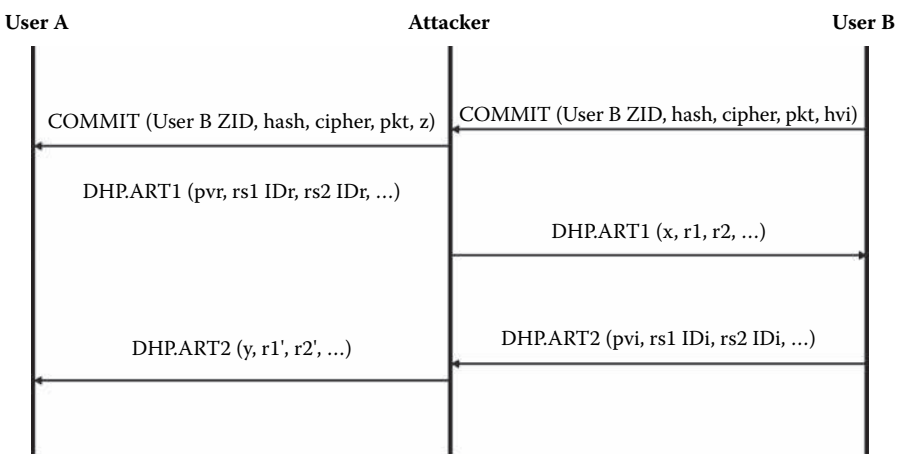 User A Attacker User B
COMMIT (User B ZID, hash, cipher, pkt, z) COMMIT (User B ZID, hash, cipher, pkt, hvi)
DHP.ART1 (pvr, rs1 IDr, rs2 IDr, ...)
DHP.ART1 (x, r1, r2, ...)
DHP.ART2 (y, r1', r2', ...) DHP.ART2 (pvi, rs1 IDi, rs2 IDi, ...)